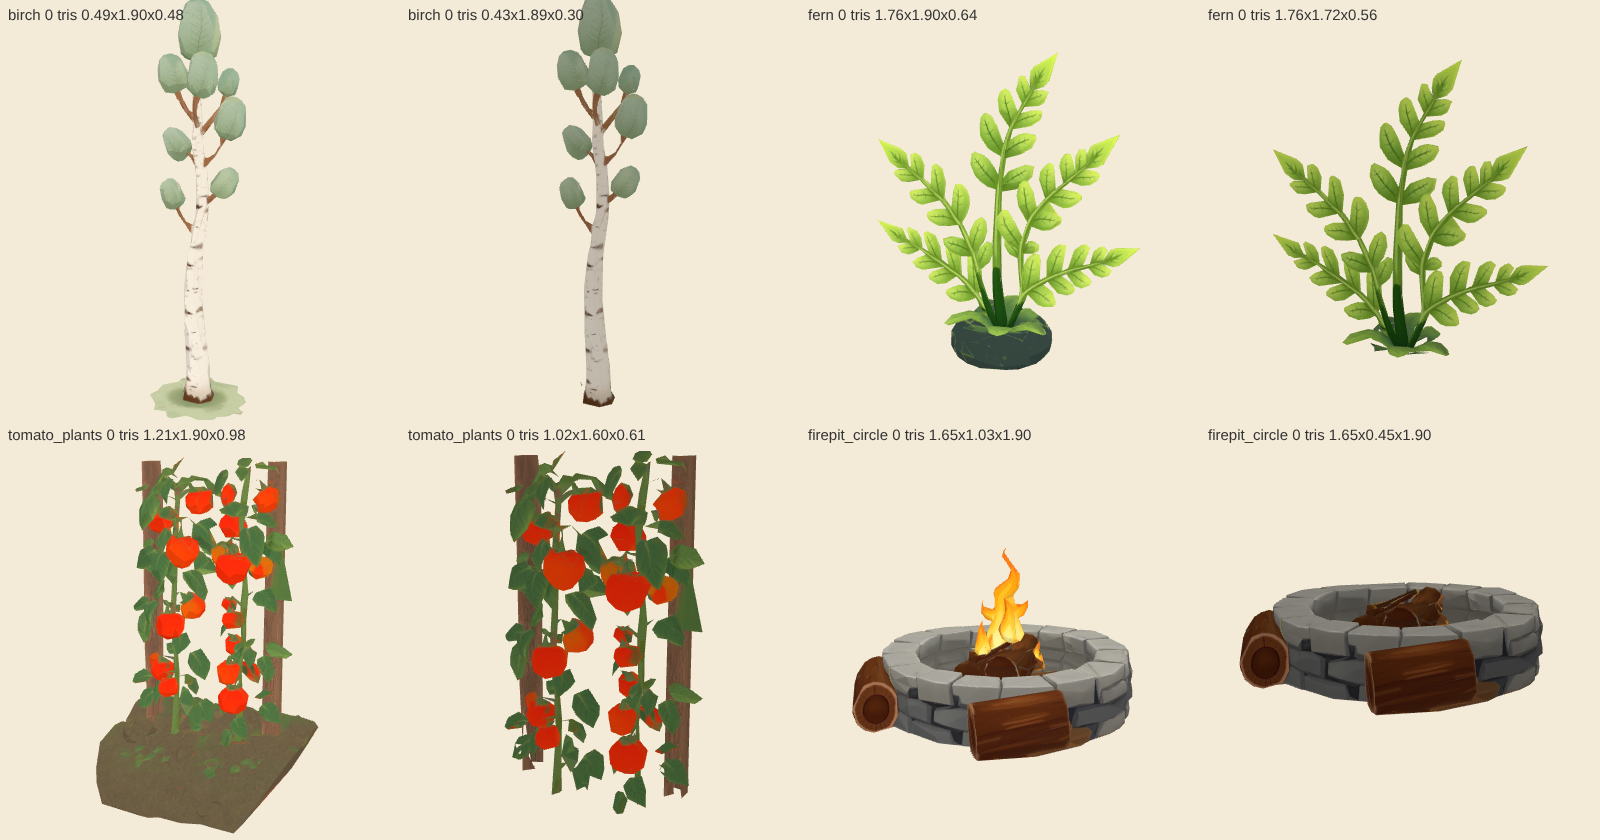 birch 0 tris 0.49x1.90x0.48
birch 0 tris 0.43x1.89x0.30
fern 0 tris 1.76x1.90x0.64
fern 0 tris 1.76x1.72x0.56
tomato_plants 0 tris 1.21x1.90x0.98
tomato_plants 0 tris 1.02x1.60x0.61
firepit_circle 0 tris 1.65x1.03x1.90
firepit_circle 0 tris 1.65x0.45x1.90